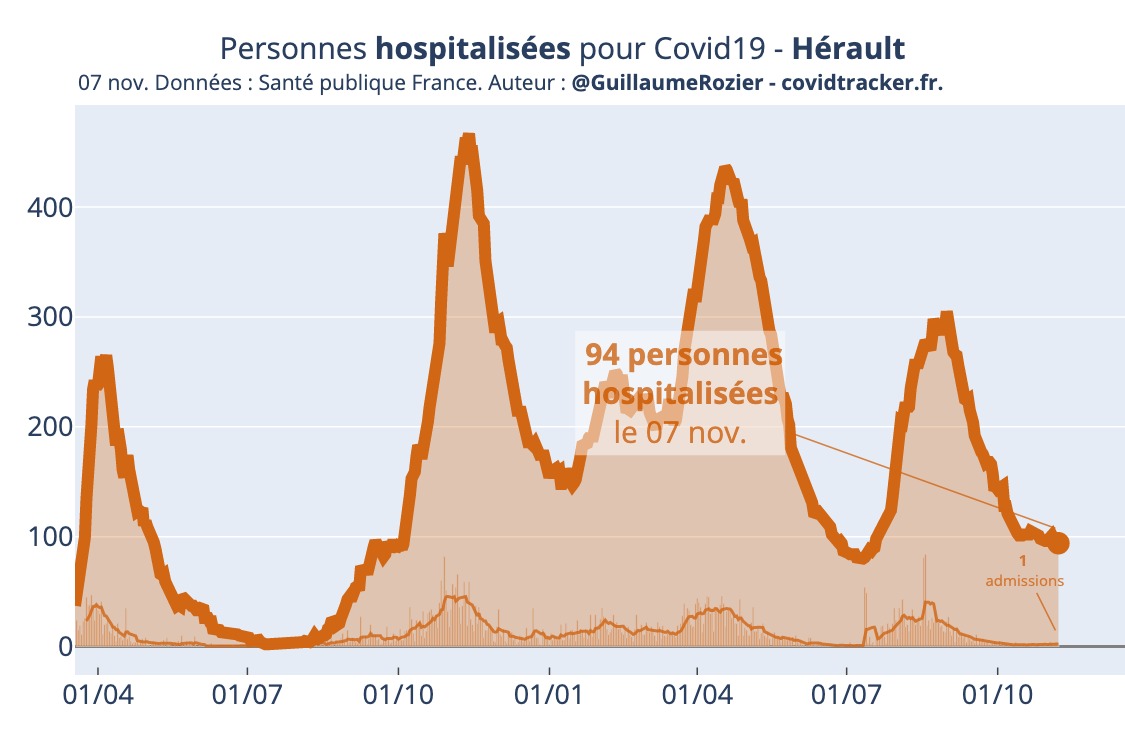 Personnes hospitalisées pour Covid19 - Hérault
07 nov. Données : Santé publique France. Auteur : @GuillaumeRozier - covidtracker.fr.
400
300
94 personnes
hospitalisées
le 07 nov.
200
100
1
admissions
0
01/04 01/07 01/10 01/01 01/04 01/07 01/10